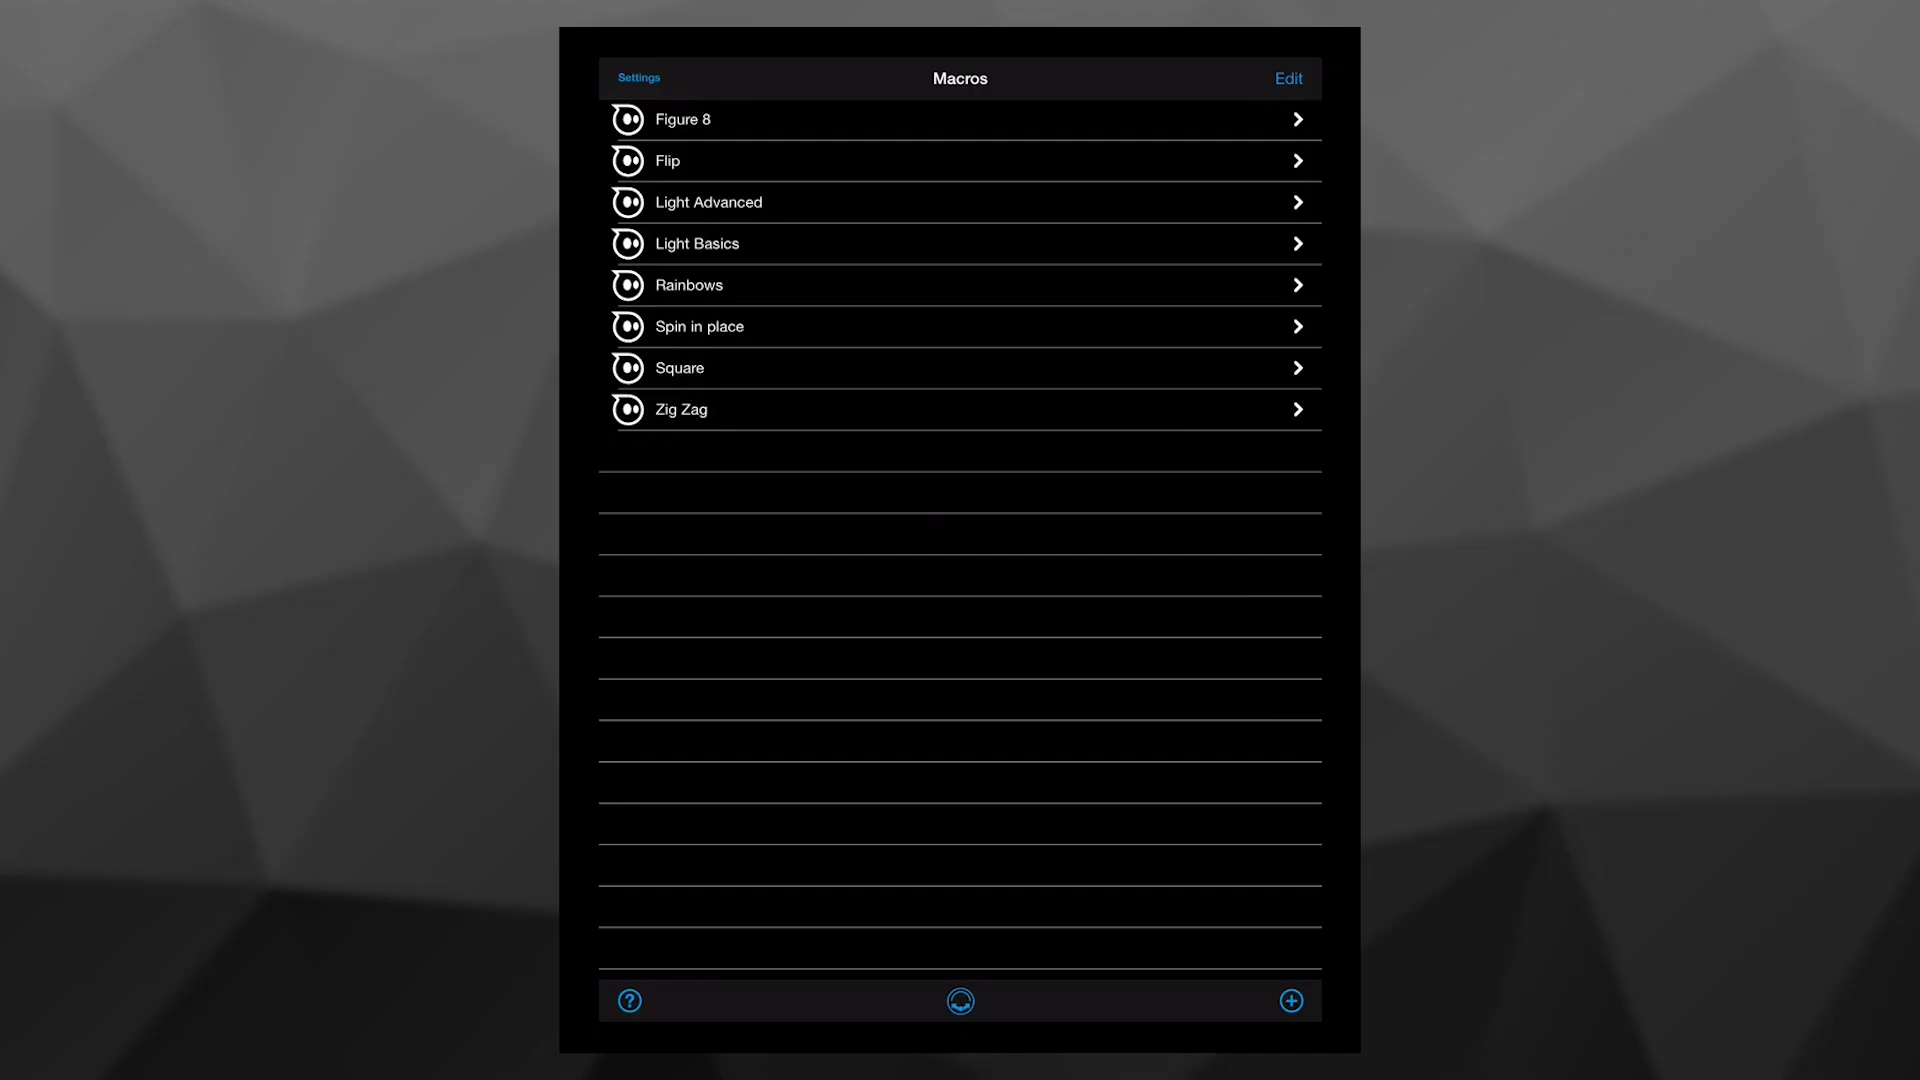 Settings Macros Edit
Figure 8
Flip
Light Advanced
Light Basics
Rainbows
Spin in place
Square
Zig Zag
?